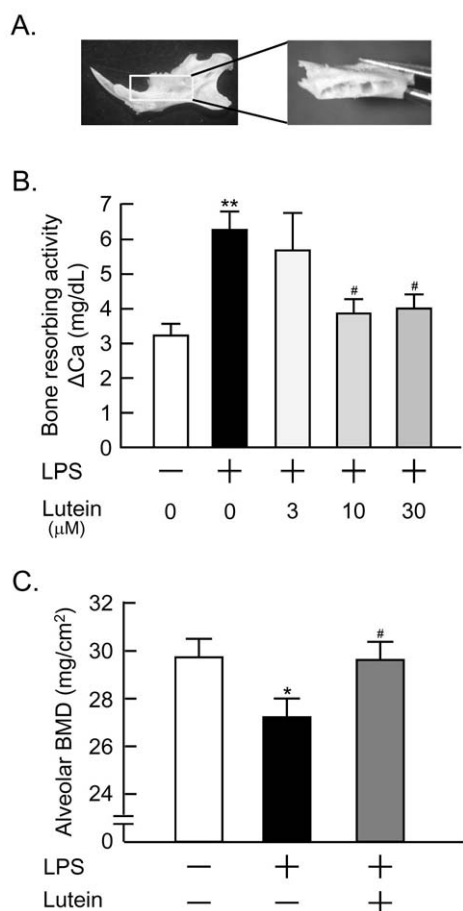 A.
B.
Bone resorbing activity
ΔCa (mg/dL)
7
6
5
4
3
2
1
0
**
#
#
LPS − + + + +
Lutein 0 0 3 10 30
(μM)
C.
Alveolar BMD (mg/cm²)
32
30
28
26
24
0
*
#
LPS − + +
Lutein − − +